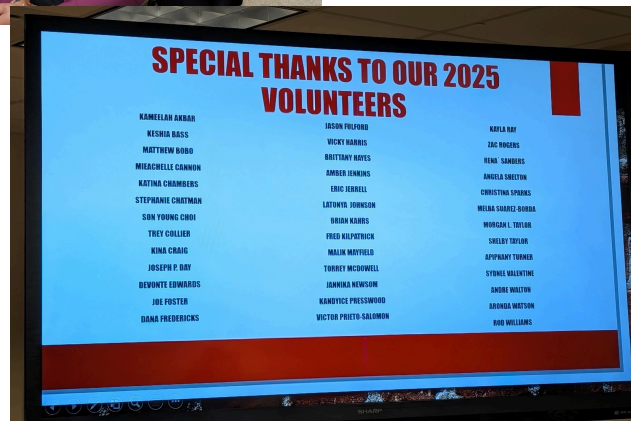 SPECIAL THANKS TO OUR 2025
VOLUNTEERS
KAMEELAH AKBAR
KESHIA BASS
MATTHEW BOBO
MIEACHELLE CANNON
KATINA CHAMBERS
STEPHANIE CHATMAN
SON YOUNG CHOI
TREY COLLIER
KINA CRAIG
JOSEPH P. DAY
DEVONTE EDWARDS
JOE FOSTER
DANA FREDERICKS
JASON FULFORD
VICKY HARRIS
BRITTANY HAYES
AMBER JENKINS
ERIC JERRELL
LATONYA JOHNSON
BRIAN KAHRS
FRED KILPATRICK
MALIK MAYFIELD
TORREY MCDOWELL
JANNIKA NEWSOM
KANDYICE PRESSWOOD
VICTOR PRIETO-SALOMON
KAYLA RAY
ZAC ROGERS
RENA SANDERS
ANGELA SHELTON
CHRISTINA SPARKS
MELBA SUAREZ-BORDA
MORGAN L. TAYLOR
SHELBY TAYLOR
APIPHANY TURNER
SYDNEE VALENTINE
ANDRE WALTON
ARONDA WATSON
ROD WILLIAMS
SHARP